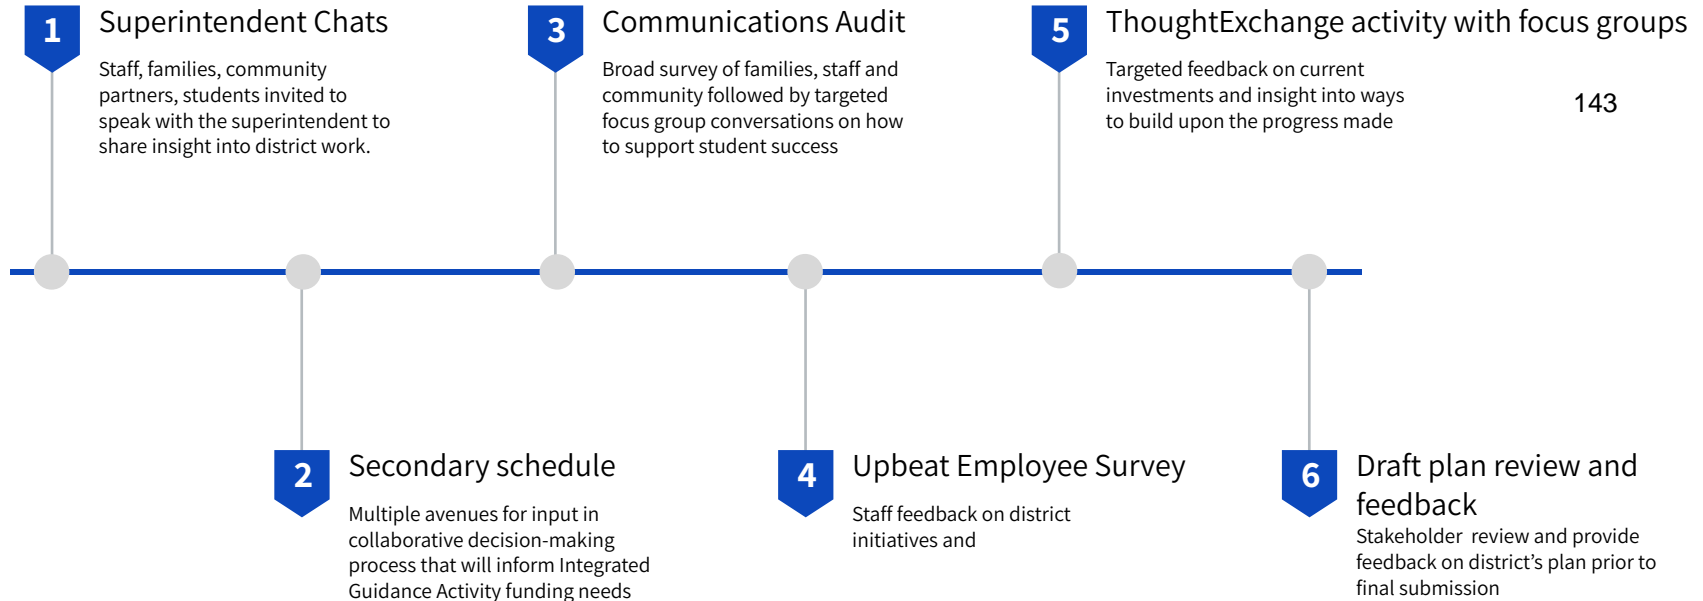 1
Superintendent Chats
Staff, families, community
partners, students invited to
speak with the superintendent to
share insight into district work.
3
Communications Audit
Broad survey of families, staff and
community followed by targeted
focus group conversations on how
to support student success
5
ThoughtExchange activity with focus groups
Targeted feedback on current
investments and insight into ways
to build upon the progress made
143
2
Secondary schedule
Multiple avenues for input in
collaborative decision-making
process that will inform Integrated
Guidance Activity funding needs
4
Upbeat Employee Survey
Staff feedback on district
initiatives and
6
Draft plan review and
feedback
Stakeholder  review and provide
feedback on district’s plan prior to
final submission